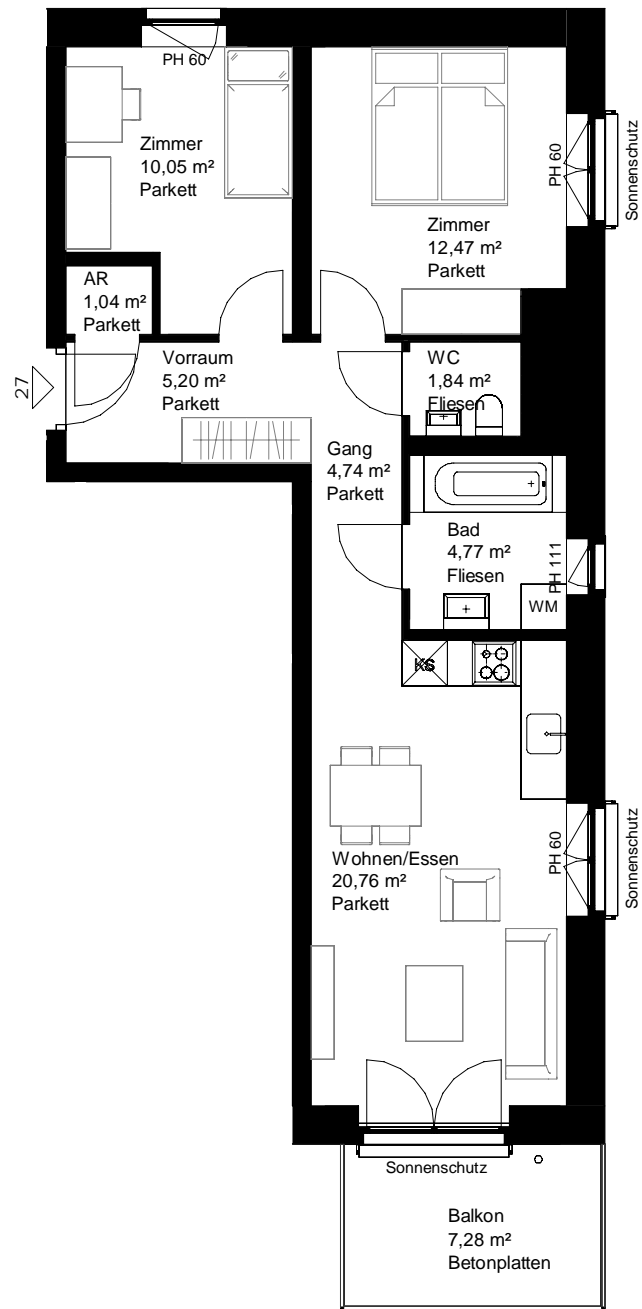 PH 60
Zimmer
10,05 m²
Parkett
Zimmer
12,47 m²
Parkett
PH 60
Sonnenschutz
AR
1,04 m²
Parkett
27
Vorraum
5,20 m²
Parkett
WC
1,84 m²
Fliesen
Gang
4,74 m²
Parkett
Bad
4,77 m²
Fliesen
PH 111
WM
KS
Wohnen/Essen
20,76 m²
Parkett
PH 60
Sonnenschutz
Sonnenschutz
Balkon
7,28 m²
Betonplatten